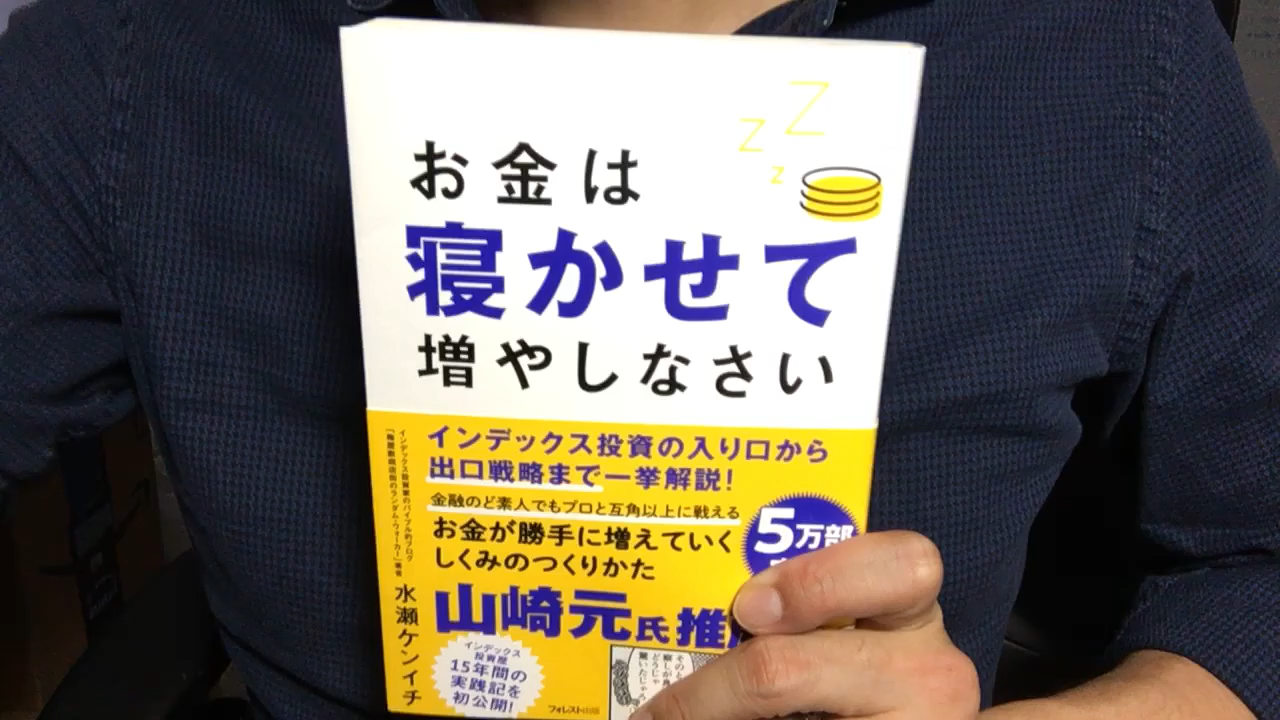 Z
Z
z
お金は
寝かせて
増やしなさい
インデックス投資の入り口から
出口戦略まで一挙解説!
金融のど素人でもプロと互角以上に戦える
お金が勝手に増えていく
しくみのつくりかた
5万部
山崎元氏推
インデックス投資家のバイブル的ブログ
「梅屋敷商店街のランダム・ウォーカー」著者
水瀬ケンイチ
インデックス
投資歴
15年間の
実践記を
初公開!
フォレスト出版